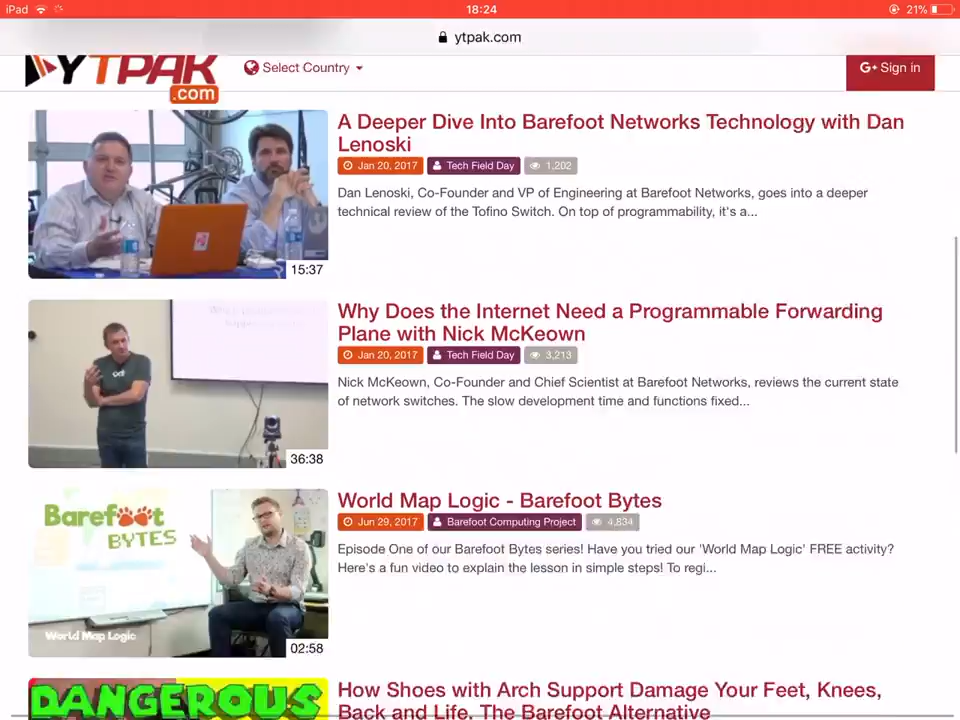 iPad
18:24
21%
ytpak.com
YTPAK
.com
Select Country
G+ Sign in
A Deeper Dive Into Barefoot Networks Technology with Dan
Lenoski
Jan 20, 2017 Tech Field Day 1,202
Dan Lenoski, Co-Founder and VP of Engineering at Barefoot Networks, goes into a deeper
technical review of the Tofino Switch. On top of programmability, it's a...
15:37
Why Does the Internet Need a Programmable Forwarding
Plane with Nick McKeown
Jan 20, 2017 Tech Field Day 3,213
Nick McKeown, Co-Founder and Chief Scientist at Barefoot Networks, reviews the current state
of network switches. The slow development time and functions fixed...
36:38
World Map Logic - Barefoot Bytes
Jun 29, 2017 Barefoot Computing Project 4,834
Episode One of our Barefoot Bytes series! Have you tried our 'World Map Logic' FREE activity?
Here's a fun video to explain the lesson in simple steps! To regi...
Barefoot
BYTES
World Map Logic
02:58
DANGEROUS
How Shoes with Arch Support Damage Your Feet, Knees,
Back and Life. The Barefoot Alternative